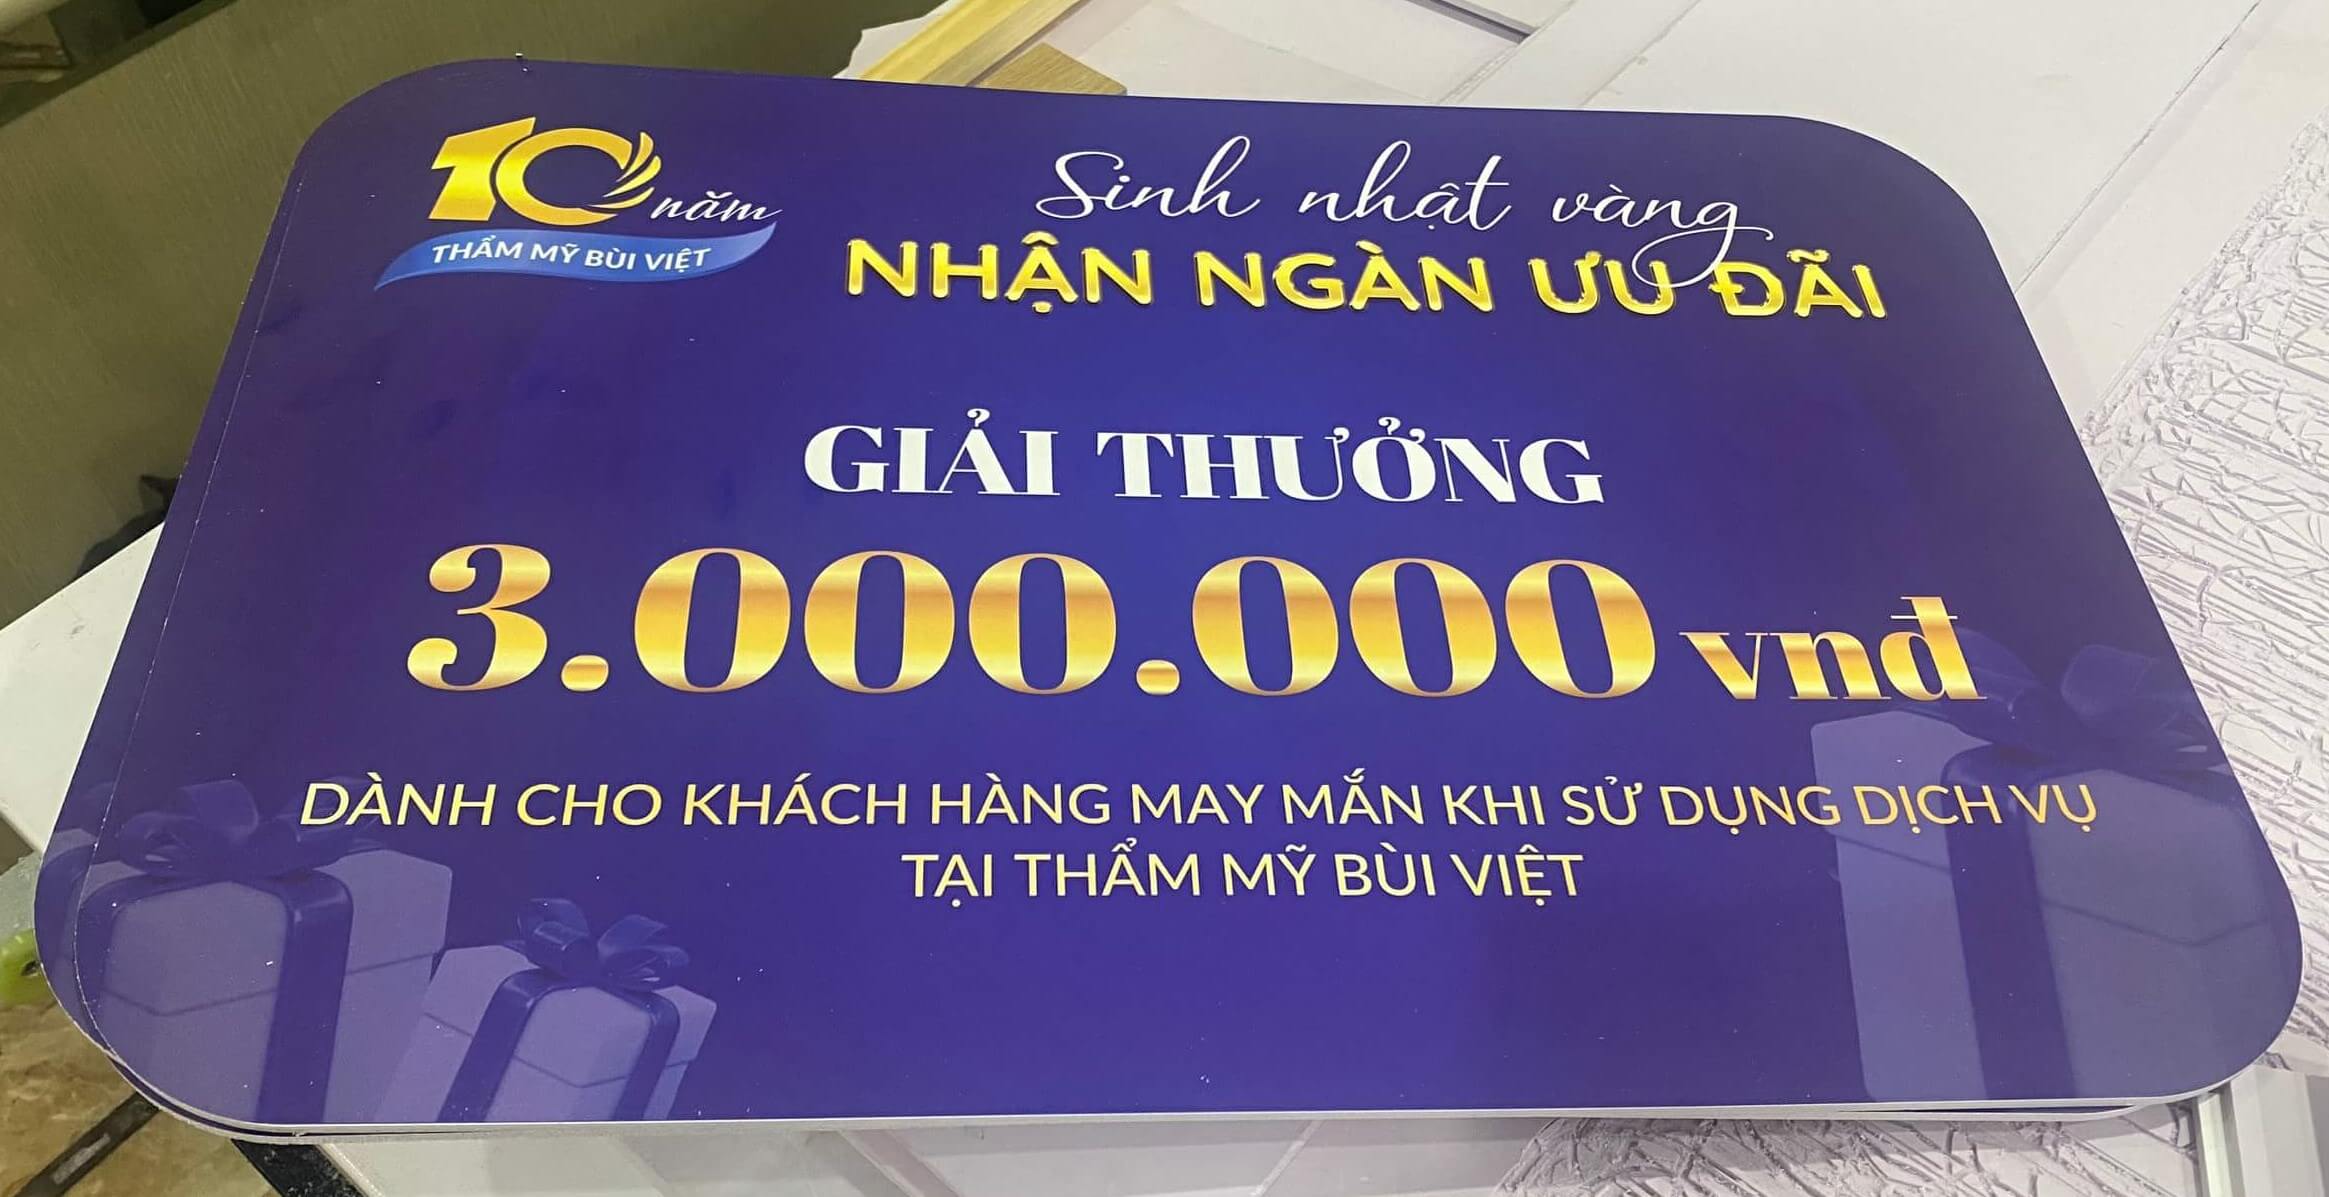 10 năm
THẨM MỸ BÙI VIỆT
Sinh nhật vàng
NHẬN NGÀN ƯU ĐÃI
GIẢI THƯỞNG
3.000.000 vnđ
DÀNH CHO KHÁCH HÀNG MAY MẮN KHI SỬ DỤNG DỊCH VỤ
TẠI THẨM MỸ BÙI VIỆT